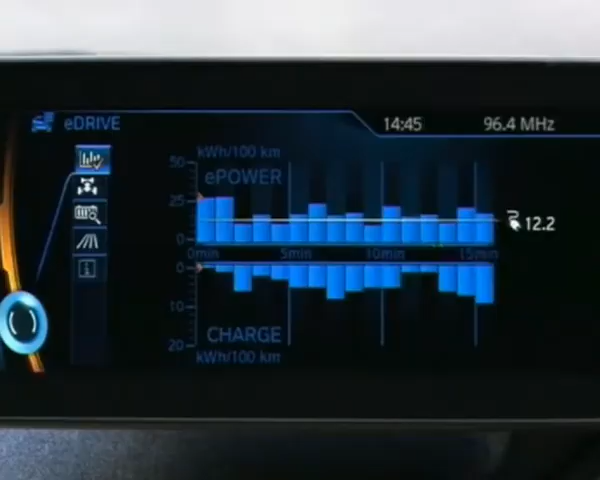 eDRIVE
14:45
96.4 MHz
kWh/100 km
50
ePOWER
25
12.2
0
0min
5min
10min
15min
0
10
CHARGE
20
kWh/100 km